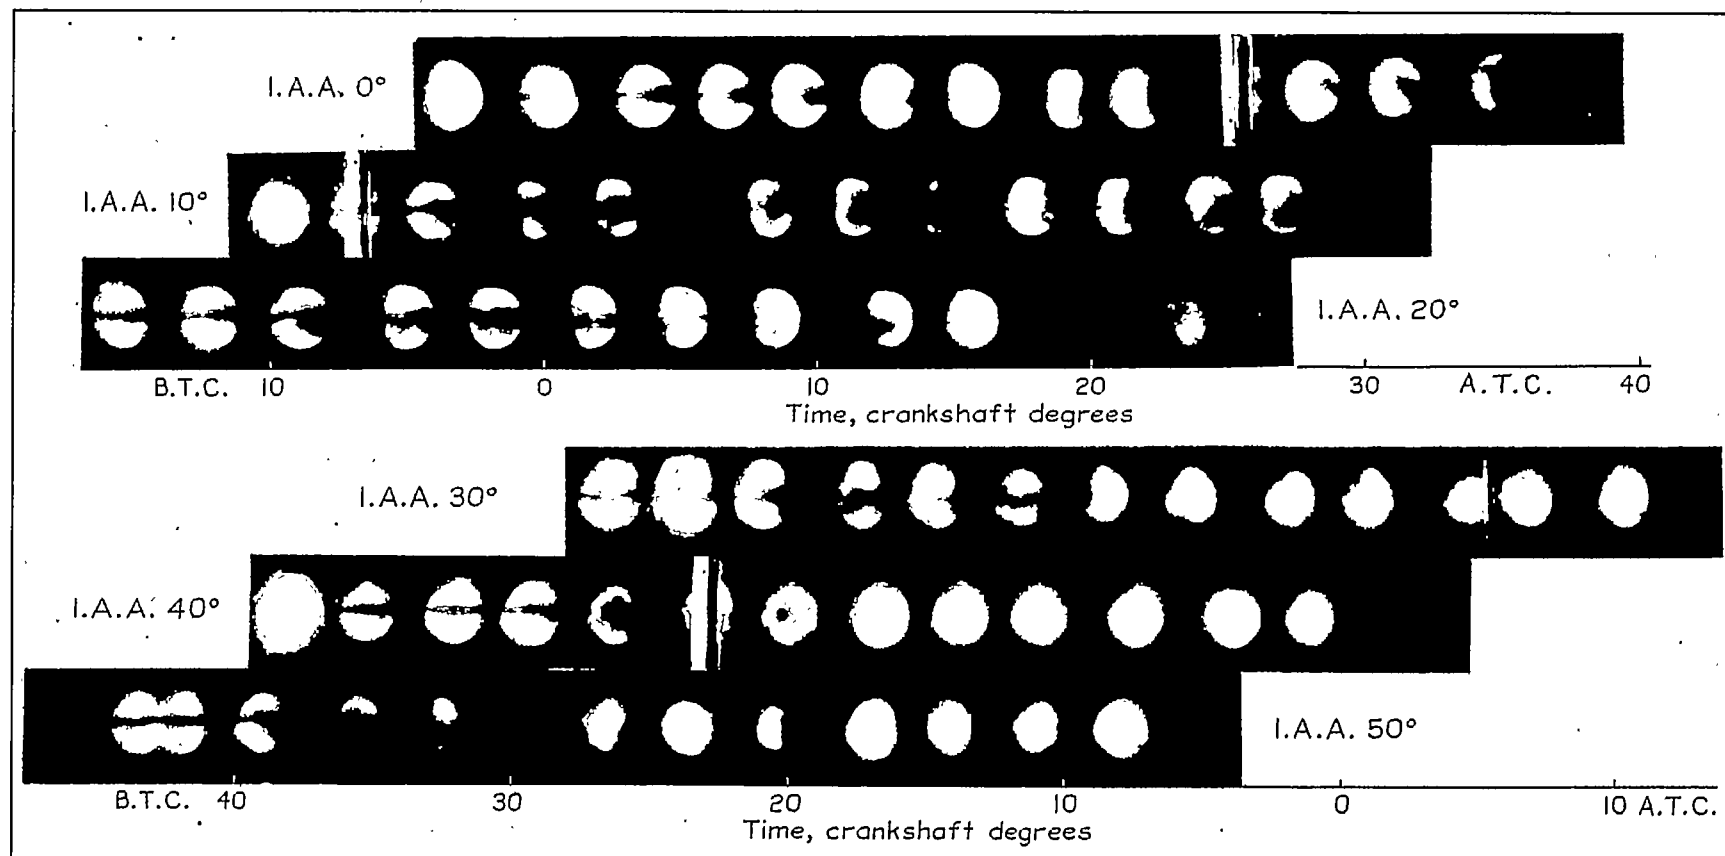 I.A.A. 0°
I.A.A. 10°
I.A.A. 20°
B.T.C. 10 0 10 20 30 A.T.C. 40
Time, crankshaft degrees
I.A.A. 30°
I.A.A. 40°
I.A.A. 50°
B.T.C. 40 30 20 10 0 10 A.T.C.
Time, crankshaft degrees